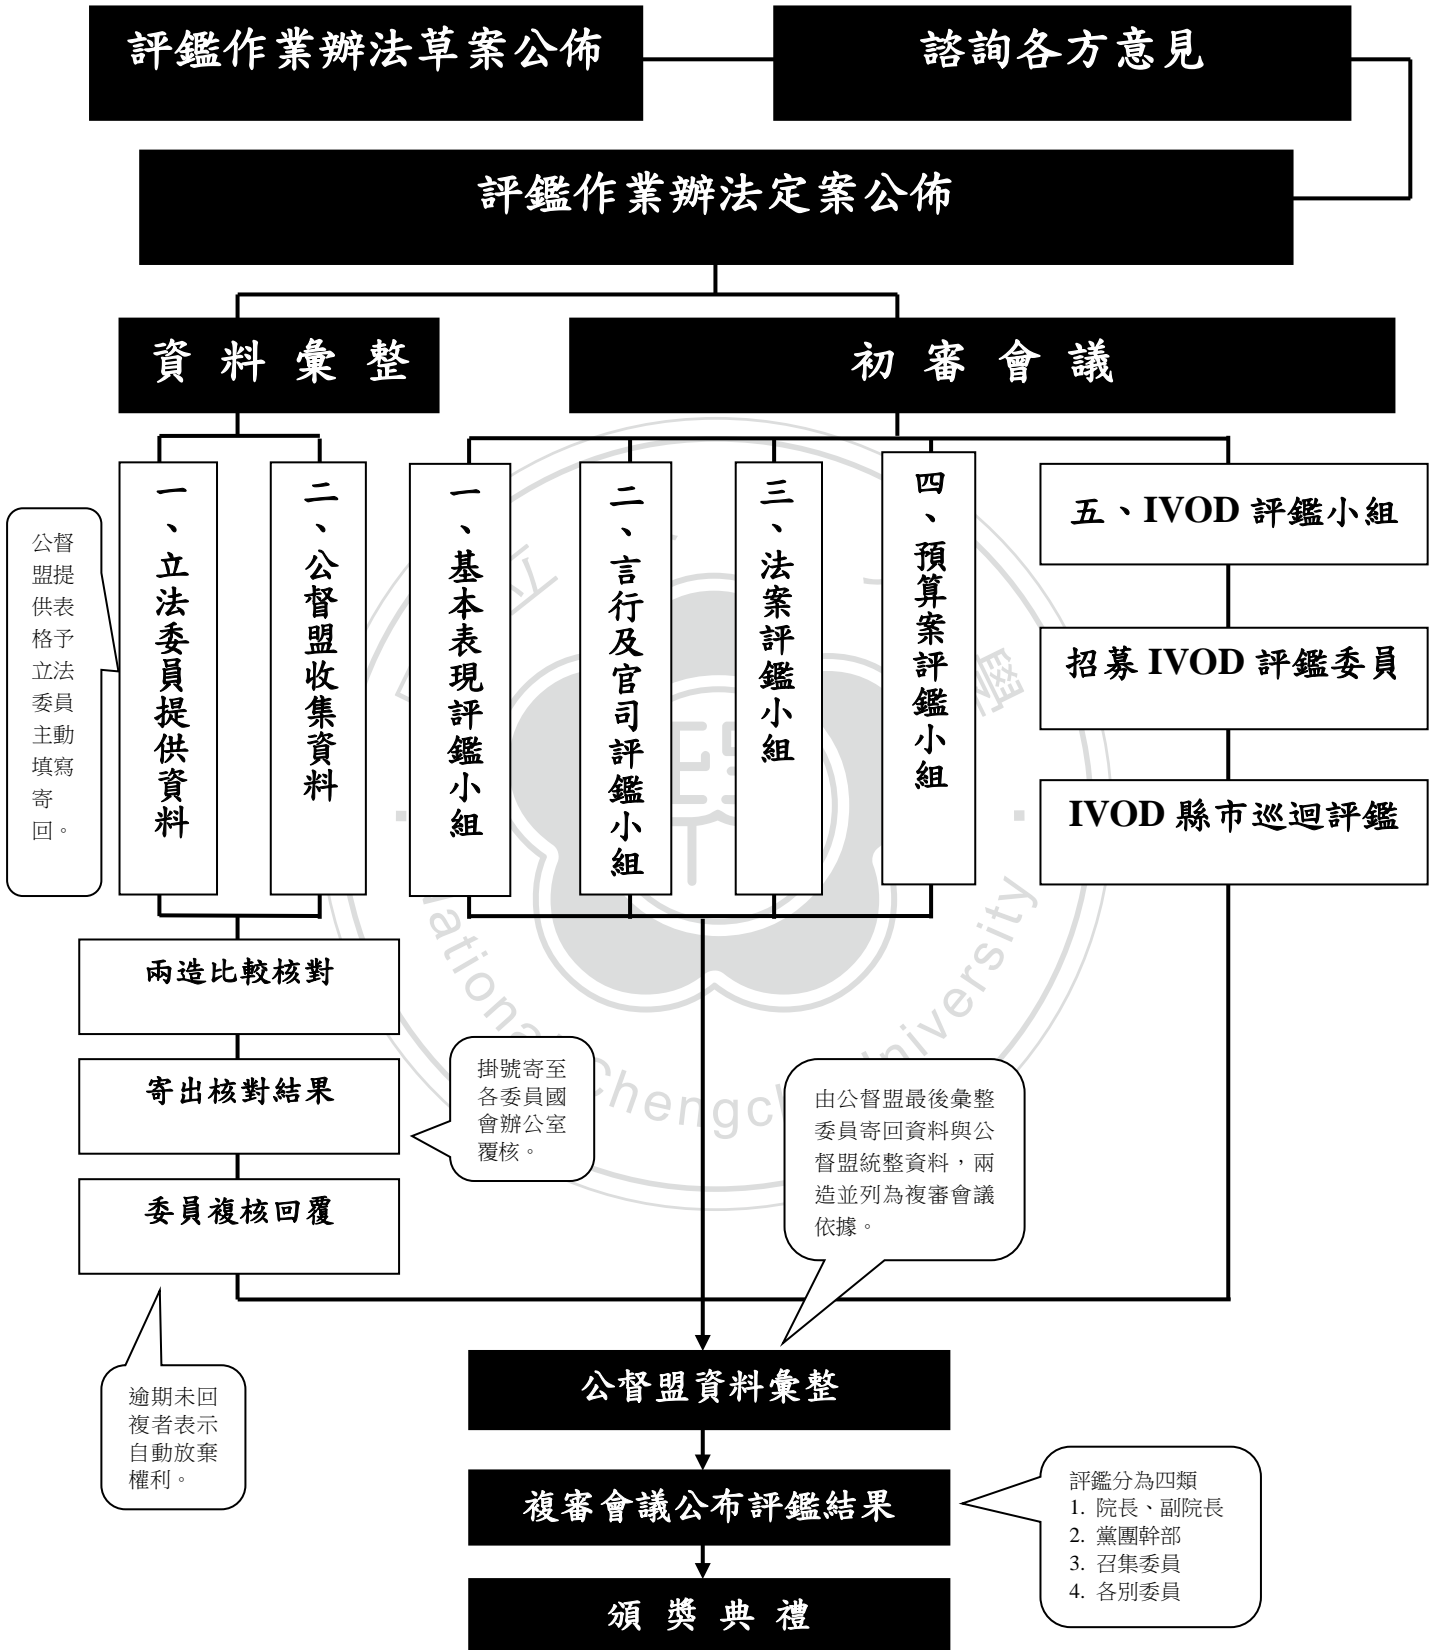 評鑑作業辦法草案公佈
諮詢各方意見
評鑑作業辦法定案公佈
資料彙整
初審會議
公督
盟提
供表
格予
立法
委員
主動
填寫
寄
回。
一、立法委員提供資料
二、公督盟收集資料
一、基本表現評鑑小組
二、言行及官司評鑑小組
三、法案評鑑小組
四、預算案評鑑小組
五、IVOD 評鑑小組
招募 IVOD 評鑑委員
IVOD 縣市巡迴評鑑
兩造比較核對
寄出核對結果
掛號寄至
各委員國
會辦公室
覆核。
委員複核回覆
由公督盟最後彙整
委員寄回資料與公
督盟統整資料，兩
造並列為複審會議
依據。
逾期未回
複者表示
自動放棄
權利。
公督盟資料彙整
複審會議公布評鑑結果
評鑑分為四類
1. 院長、副院長
2. 黨團幹部
3. 召集委員
4. 各別委員
頒獎典禮